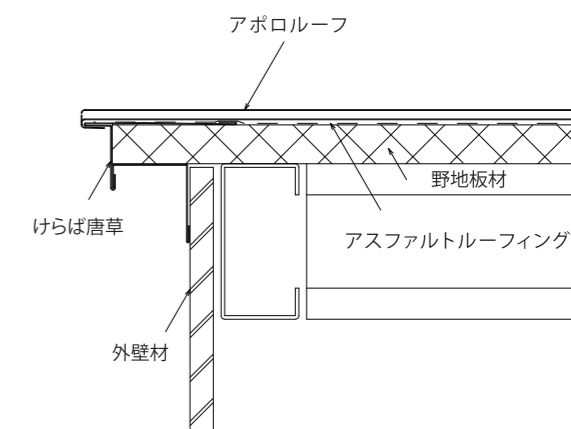 アポロルーフ
野地板材
けらば唐草
アスファルトルーフィング
外壁材